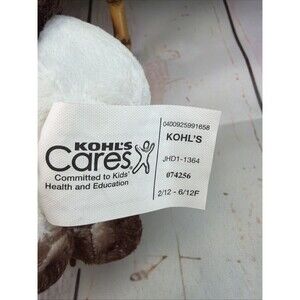 KOHL'S
Cares
Committed to Kids'
Health and Education
0400925991658
KOHL'S
JHD1-1364
074256
2/12 - 6/12F